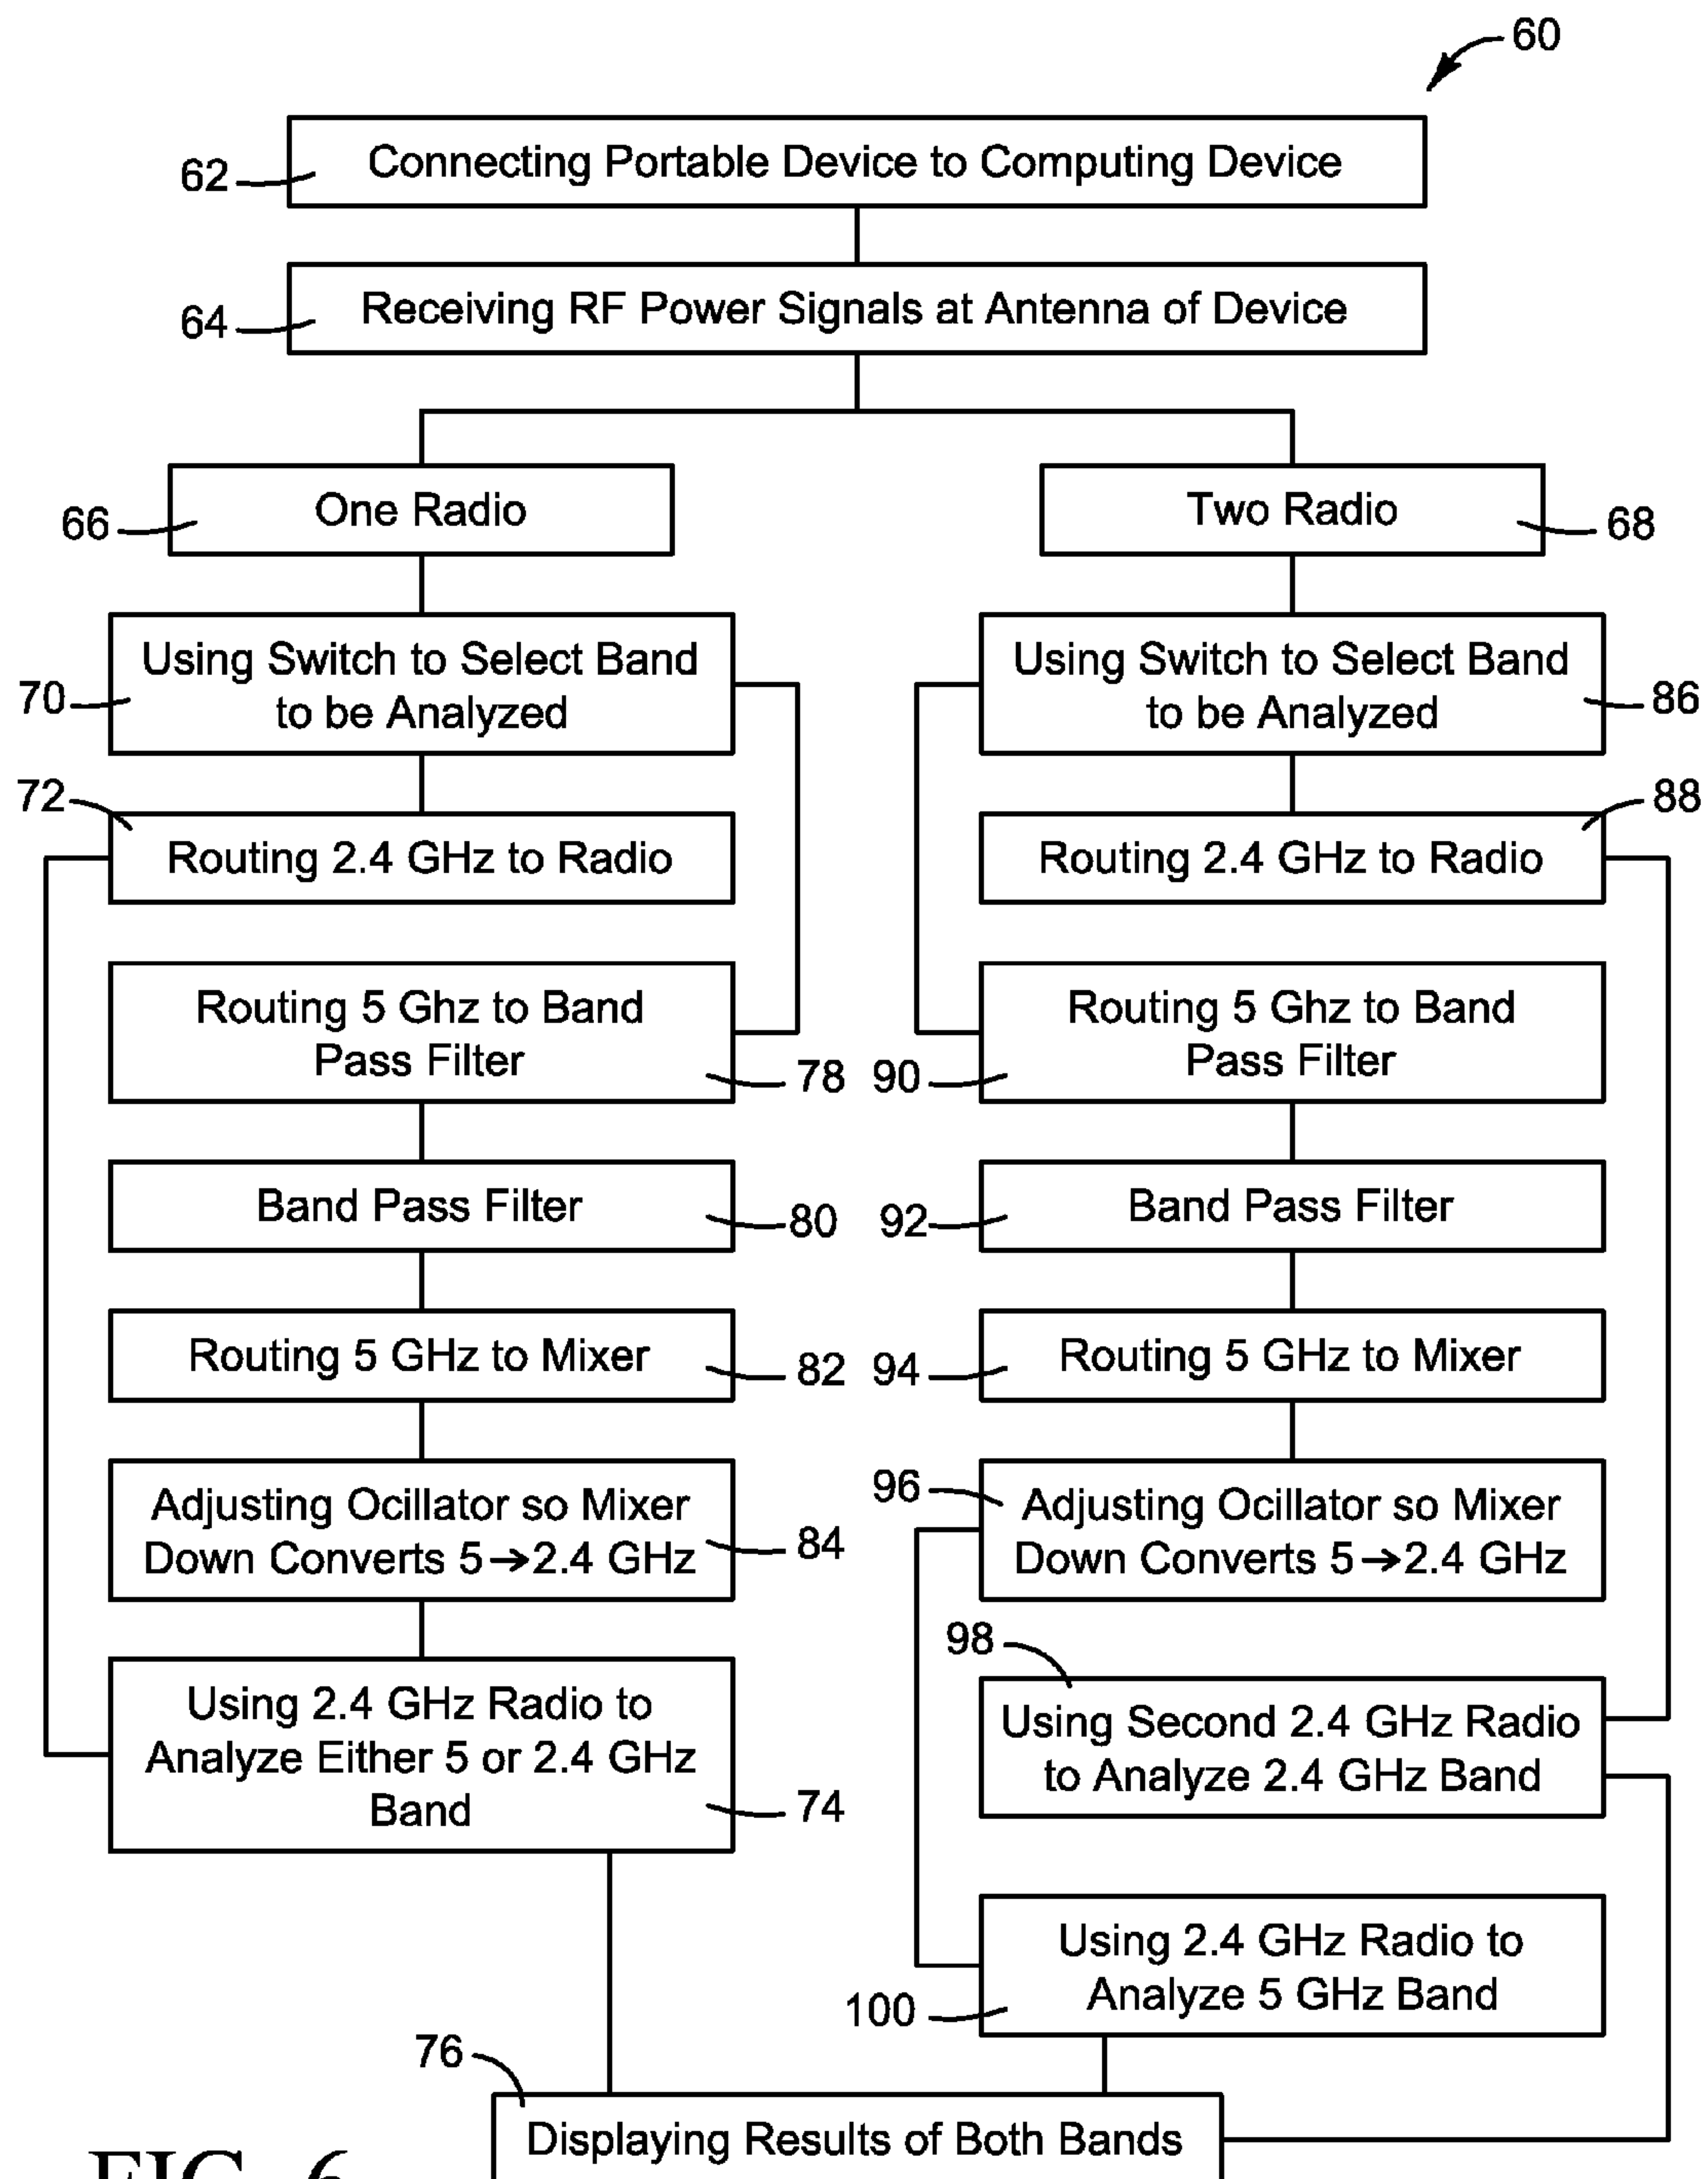 60
62
Connecting Portable Device to Computing Device
64
Receiving RF Power Signals at Antenna of Device
66
One Radio
Two Radio
68
70
Using Switch to Select Band
to be Analyzed
Using Switch to Select Band
to be Analyzed
86
72
Routing 2.4 GHz to Radio
Routing 2.4 GHz to Radio
88
Routing 5 Ghz to Band
Pass Filter
78
90
Routing 5 Ghz to Band
Pass Filter
Band Pass Filter
80
92
Band Pass Filter
Routing 5 GHz to Mixer
82
94
Routing 5 GHz to Mixer
Adjusting Ocillator so Mixer
Down Converts 5→2.4 GHz
84
96
Adjusting Ocillator so Mixer
Down Converts 5→2.4 GHz
Using 2.4 GHz Radio to
Analyze Either 5 or 2.4 GHz
Band
74
98
Using Second 2.4 GHz Radio
to Analyze 2.4 GHz Band
Using 2.4 GHz Radio to
Analyze 5 GHz Band
100
76
Displaying Results of Both Bands
FIG. 6